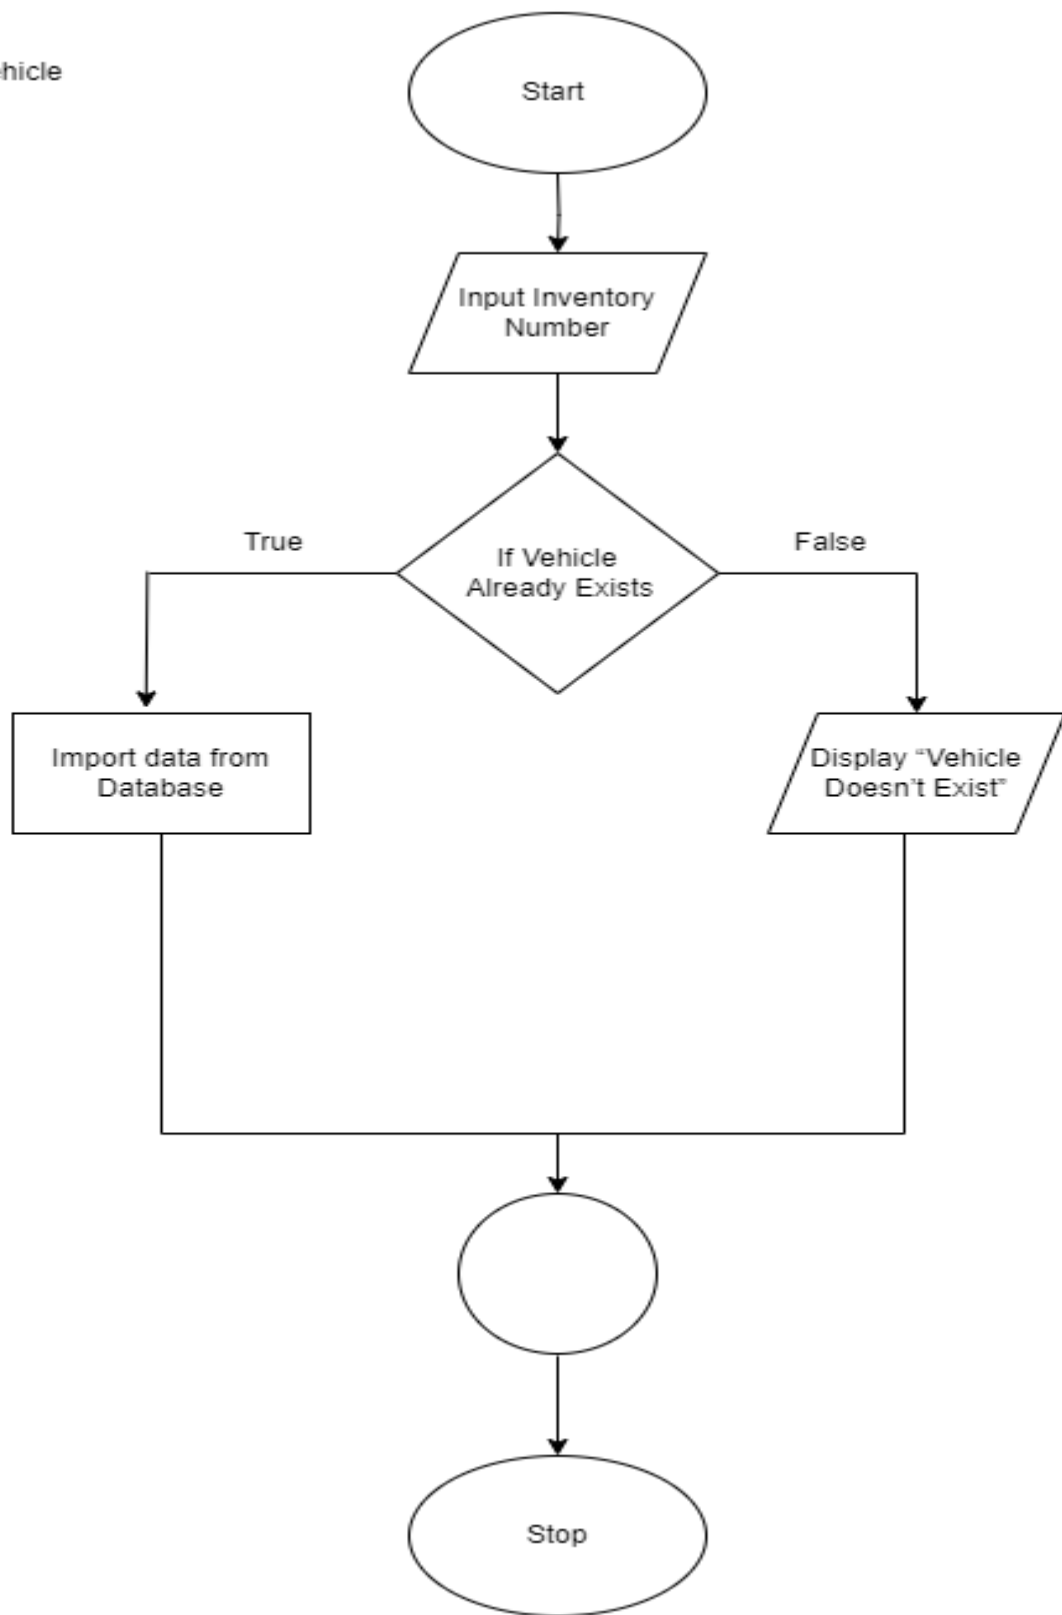 hicle
Start
Input Inventory
Number
True
False
If Vehicle
Already Exists
Import data from
Database
Display “Vehicle
Doesn’t Exist”
Stop